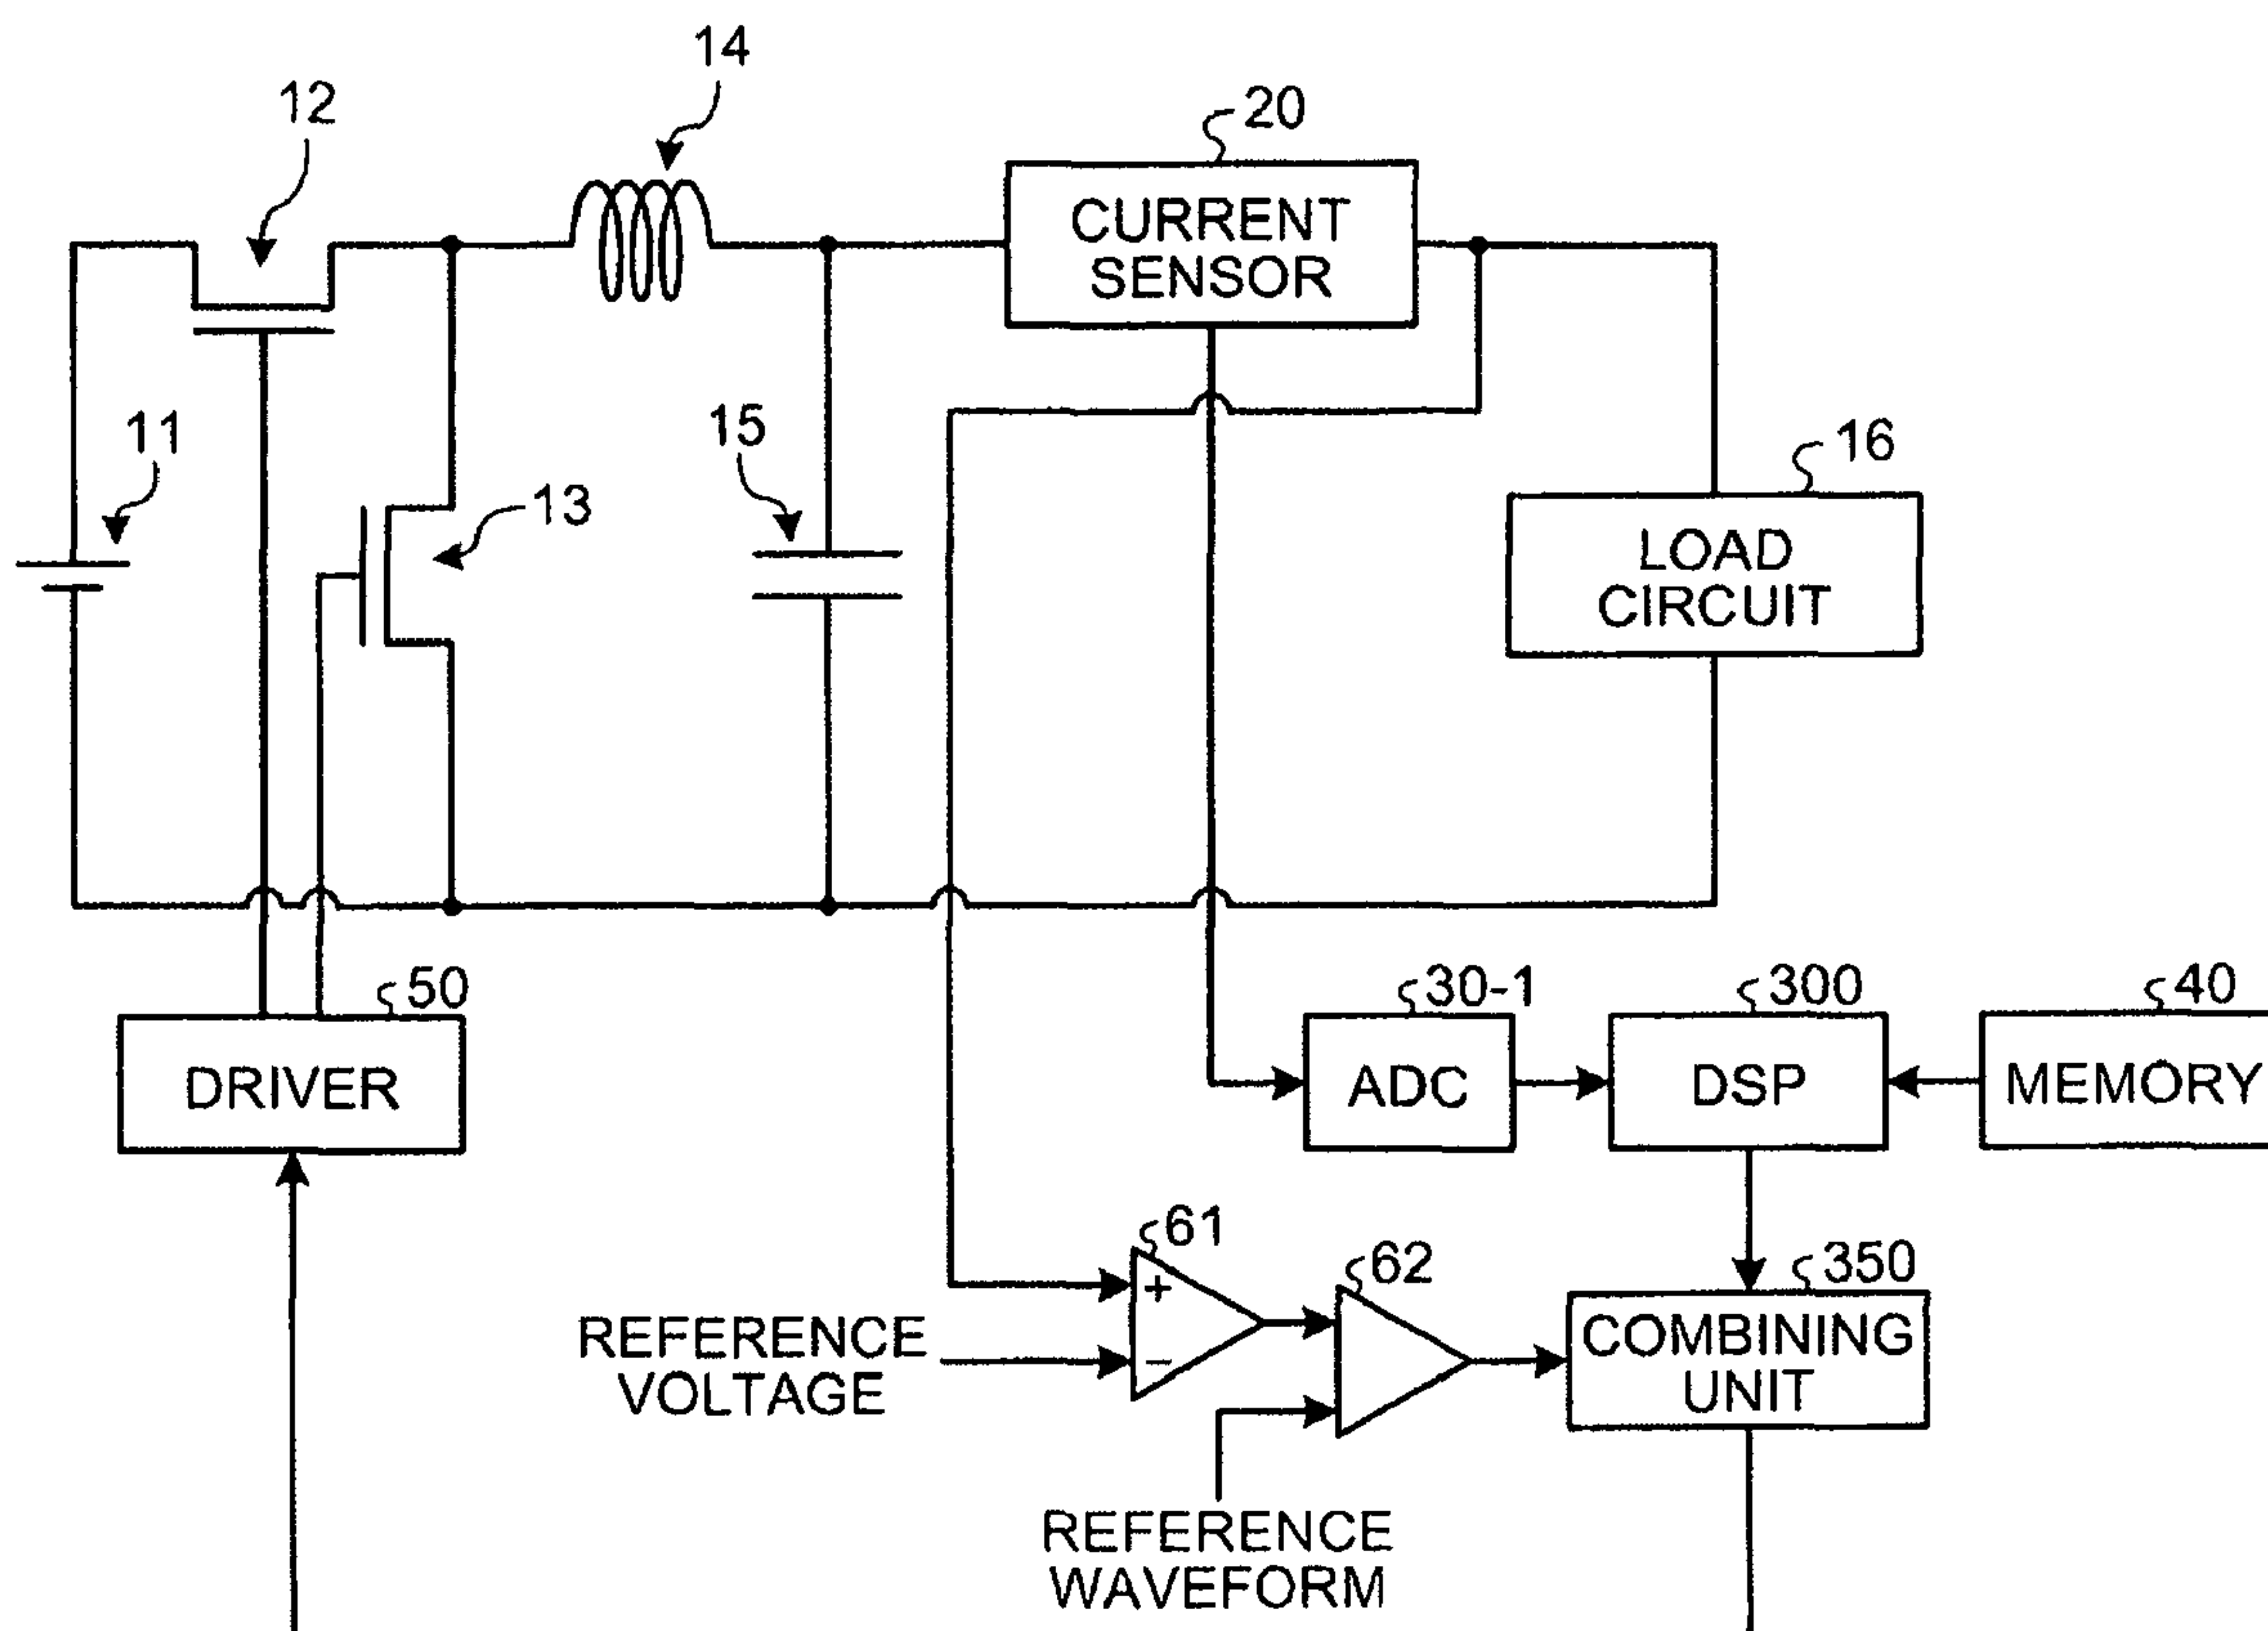 14
12
20
CURRENT
SENSOR
11
15
16
13
LOAD
CIRCUIT
50
30-1
300
40
DRIVER
ADC
DSP
MEMORY
61
62
350
+
−
REFERENCE
VOLTAGE
COMBINING
UNIT
REFERENCE
WAVEFORM